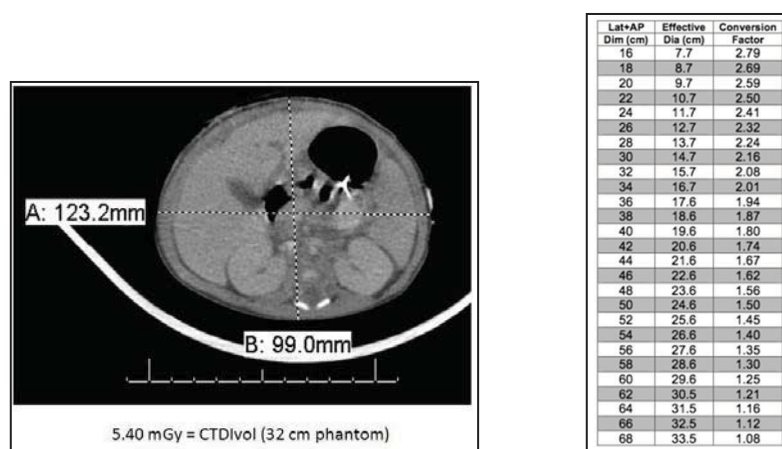 A: 123.2mm
B: 99.0mm
5.40 mGy = CTDIvol (32 cm phantom)
Lat+AP Effective Conversion
Dim (cm) Dia (cm) Factor
16 7.7 2.79
18 8.7 2.69
20 9.7 2.59
22 10.7 2.50
24 11.7 2.41
26 12.7 2.32
28 13.7 2.24
30 14.7 2.16
32 15.7 2.08
34 16.7 2.01
36 17.6 1.94
38 18.6 1.87
40 19.6 1.80
42 20.6 1.74
44 21.6 1.67
46 22.6 1.62
48 23.6 1.56
50 24.6 1.50
52 25.6 1.45
54 26.6 1.40
56 27.6 1.35
58 28.6 1.30
60 29.6 1.25
62 30.5 1.21
64 31.5 1.16
66 32.5 1.12
68 33.5 1.08